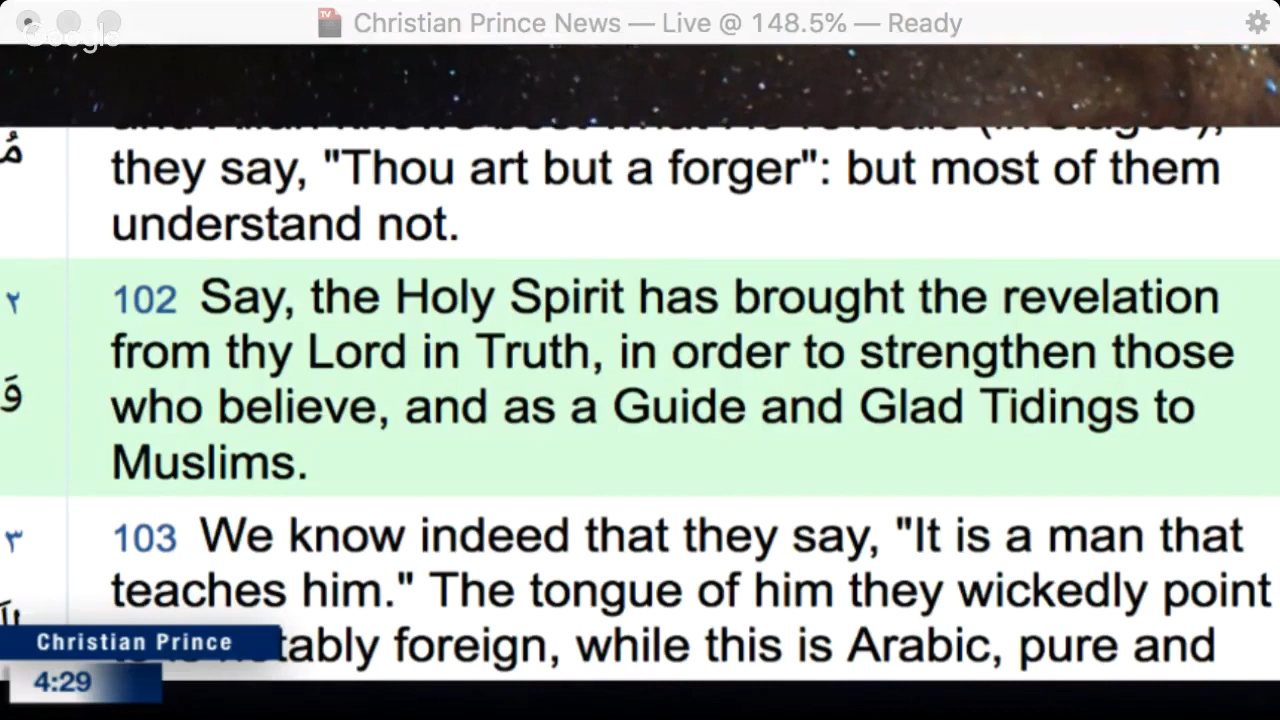 Christian Prince News — Live @ 148.5% — Ready
Google
they say, "Thou art but a forger": but most of them
understand not.
102 Say, the Holy Spirit has brought the revelation
from thy Lord in Truth, in order to strengthen those
who believe, and as a Guide and Glad Tidings to
Muslims.
103 We know indeed that they say, "It is a man that
teaches him." The tongue of him they wickedly point
foreign, while this is Arabic, pure and
٢
٣
Christian Prince
4:29